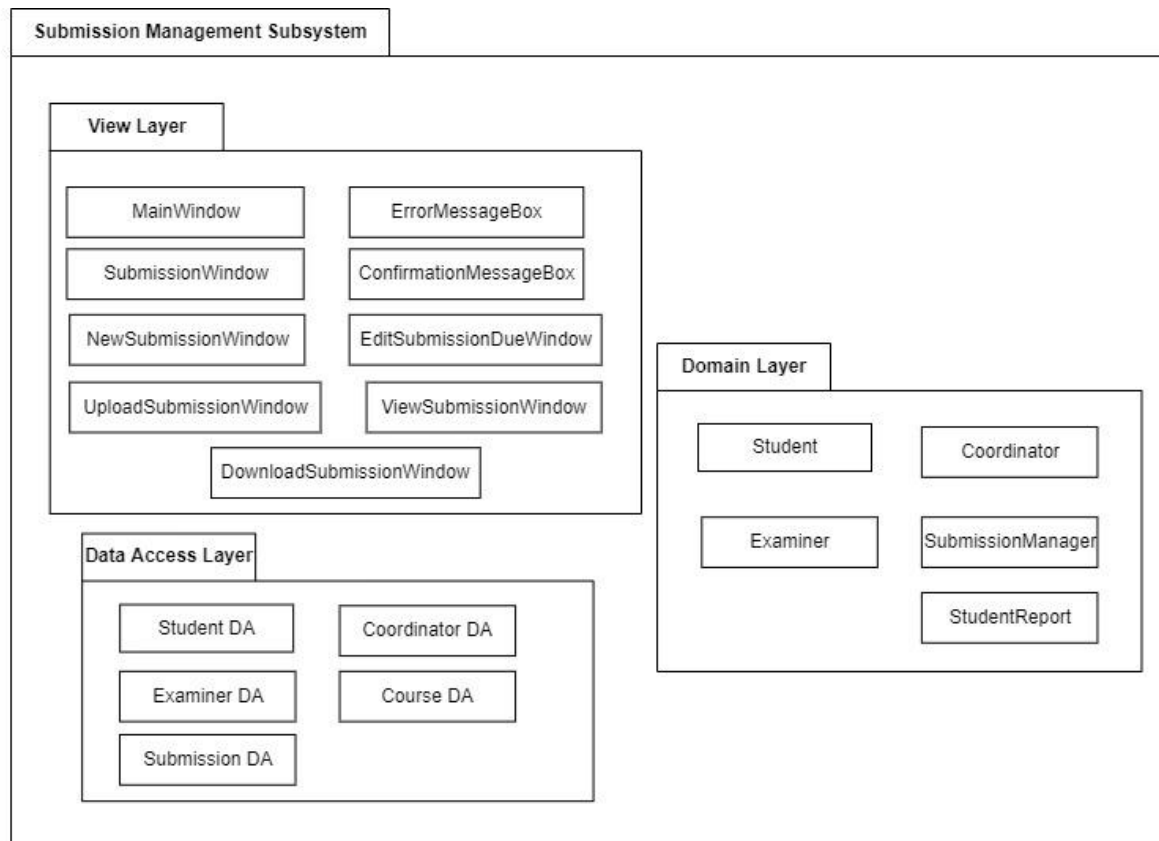 Submission Management Subsystem
View Layer
MainWindow
ErrorMessageBox
SubmissionWindow
ConfirmationMessageBox
NewSubmissionWindow
EditSubmissionDueWindow
UploadSubmissionWindow
ViewSubmissionWindow
DownloadSubmissionWindow
Domain Layer
Student
Coordinator
Examiner
SubmissionManager
StudentReport
Data Access Layer
Student DA
Coordinator DA
Examiner DA
Course DA
Submission DA